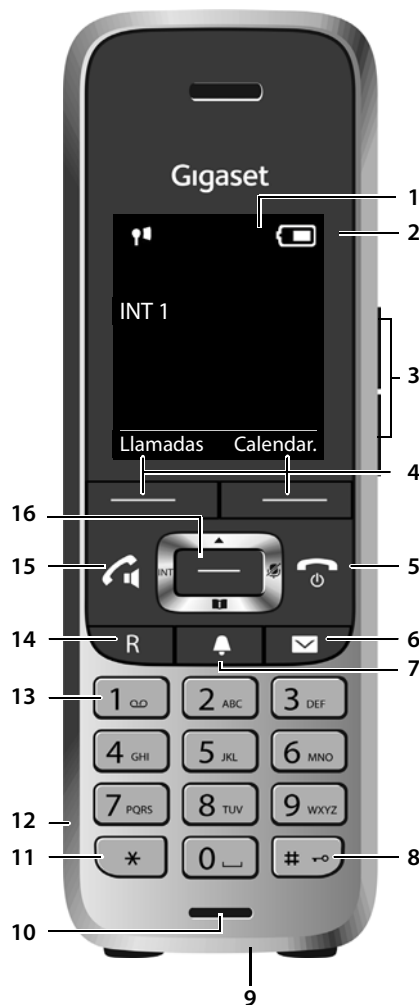 Gigaset
1
2
INT 1
3
Llamadas Calendar.
4
16
15
INT
5
14
R
6
7
13
1
2 ABC
3 DEF
4 GHI
5 JKL
6 MNO
12
7 PQRS
8 TUV
9 WXYZ
11
*
0
#
8
10
9